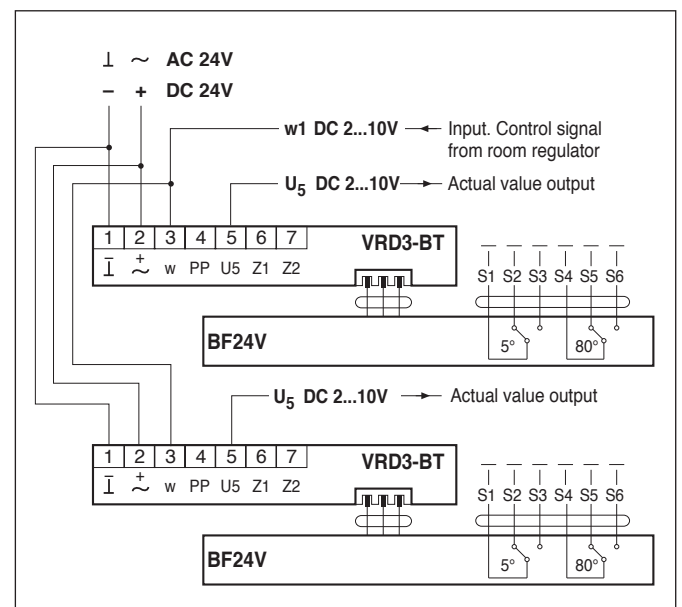 ⊥ ~ AC 24V
– + DC 24V
w1 DC 2...10V Input. Control signal
from room regulator
U5 DC 2...10V Actual value output
1 2 3 4 5 6 7 VRD3-BT
⊥ – ~ + w PP U5 Z1 Z2
S1 S2 S3 S4 S5 S6
BF24V 5° 80°
U5 DC 2...10V Actual value output
1 2 3 4 5 6 7 VRD3-BT
⊥ – ~ + w PP U5 Z1 Z2
S1 S2 S3 S4 S5 S6
BF24V 5° 80°